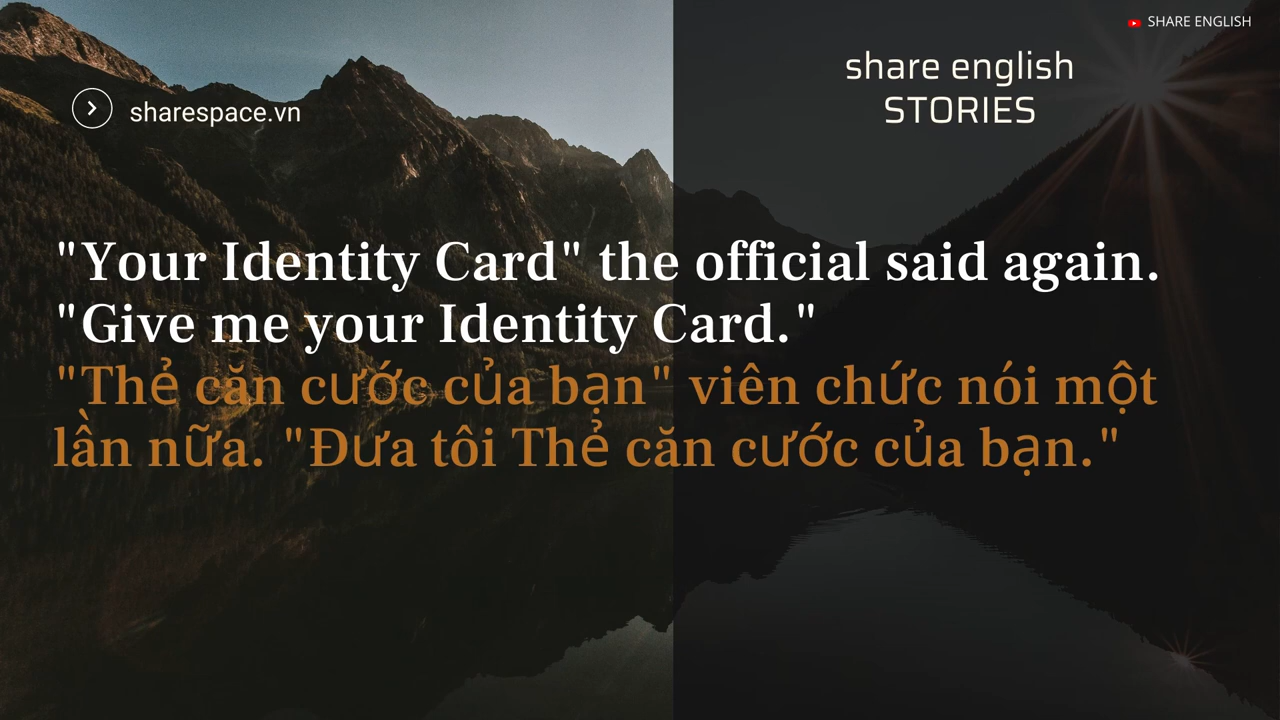 SHARE ENGLISH
share english
STORIES
sharespace.vn
"Your Identity Card" the official said again.
"Give me your Identity Card."
"Thẻ căn cước của bạn" viên chức nói một
lần nữa. "Đưa tôi Thẻ căn cước của bạn."